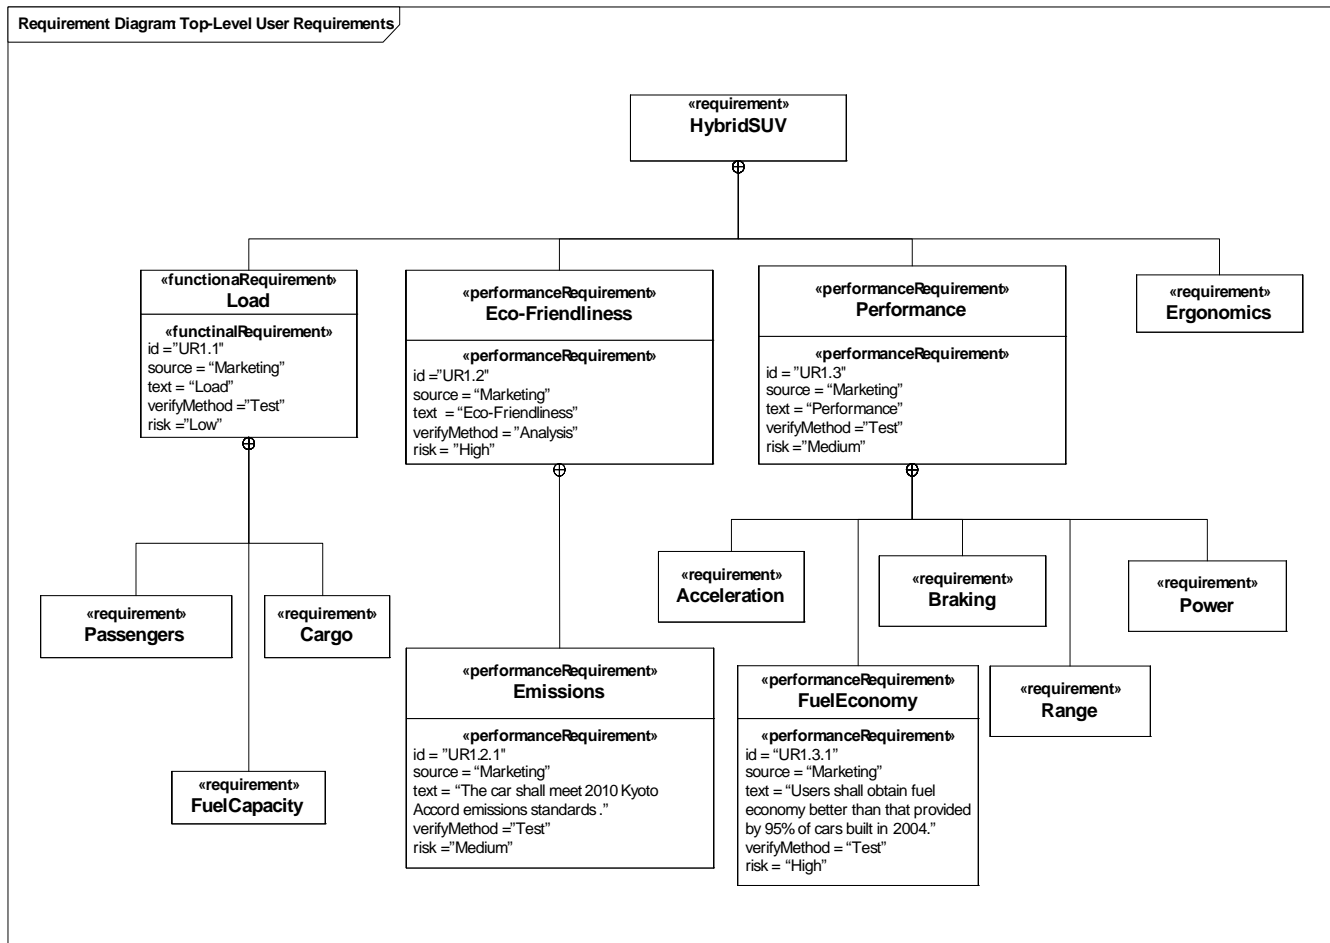 Requirement Diagram: Top-Level User Requirements
«requirement»
HybridSUV
«functionaRequirement»
Load
«functinalRequirement»
id =”UR1.1"
source = “Marketing”
text = “Load”
verifyMethod =”Test”
risk =”Low”
«performanceRequirement»
Eco-Friendliness
«performanceRequirement»
id =”UR1.2"
source = “Marketing”
text = “Eco-Friendliness”
verifyMethod = “Analysis”
risk = “High”
«performanceRequirement»
Performance
«performanceRequirement»
id =”UR1.3"
source = “Marketing”
text = “Performance”
verifyMethod =”Test”
risk =”Medium”
«requirement»
Ergonomics
«requirement»
Passengers
«requirement»
FuelCapacity
«requirement»
Cargo
«performanceRequirement»
Emissions
«performanceRequirement»
id = “UR1.2.1"
source = “Marketing”
text = “The car shall meet 2010 Kyoto
Accord emissions standards.”
verifyMethod =”Test”
risk =”Medium”
«requirement»
Acceleration
«performanceRequirement»
FuelEconomy
«performanceRequirement»
id = “UR1.3.1"
source = “Marketing”
text = “Users shall obtain fuel
economy better than that provided
by 95% of cars built in 2004.”
verifyMethod = “Test”
risk = “High”
«requirement»
Braking
«requirement»
Range
«requirement»
Power